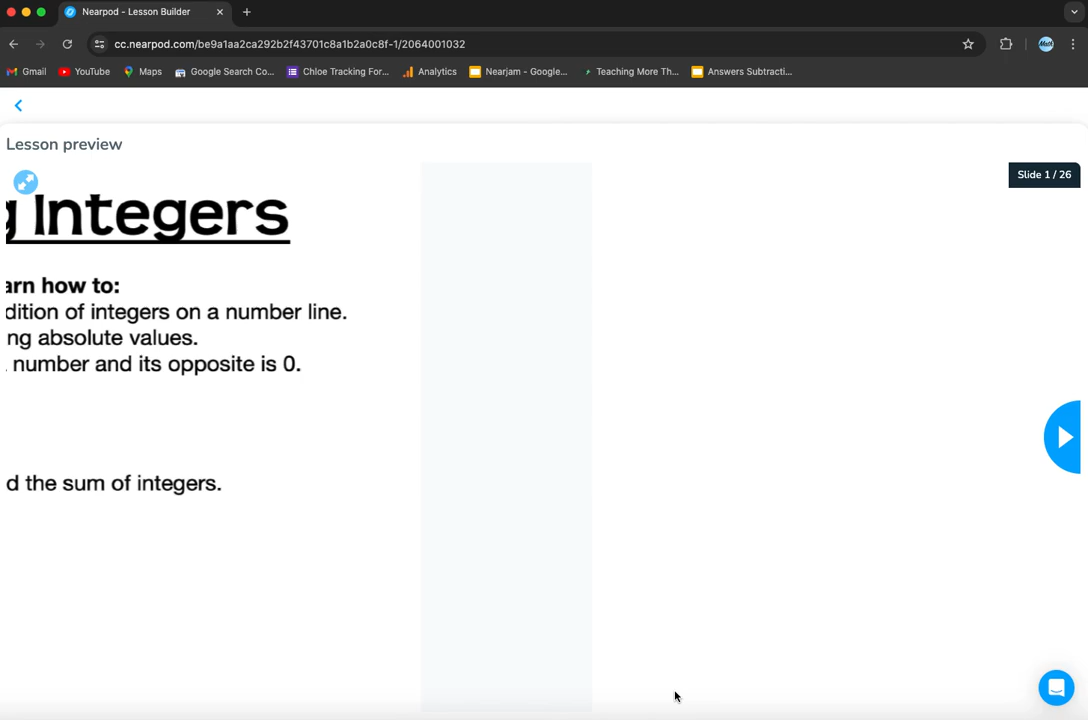 Nearpod - Lesson Builder
cc.nearpod.com/be9a1aa2ca292b2f43701c8a1b2a0c8f-1/2064001032
Gmail YouTube Maps Google Search Co... Chloe Tracking For... Analytics Nearjam - Google... Teaching More Th... Answers Subtracti...
Lesson preview
Slide 1 / 26
g Integers
arn how to:
dition of integers on a number line.
ng absolute values.
number and its opposite is 0.
d the sum of integers.